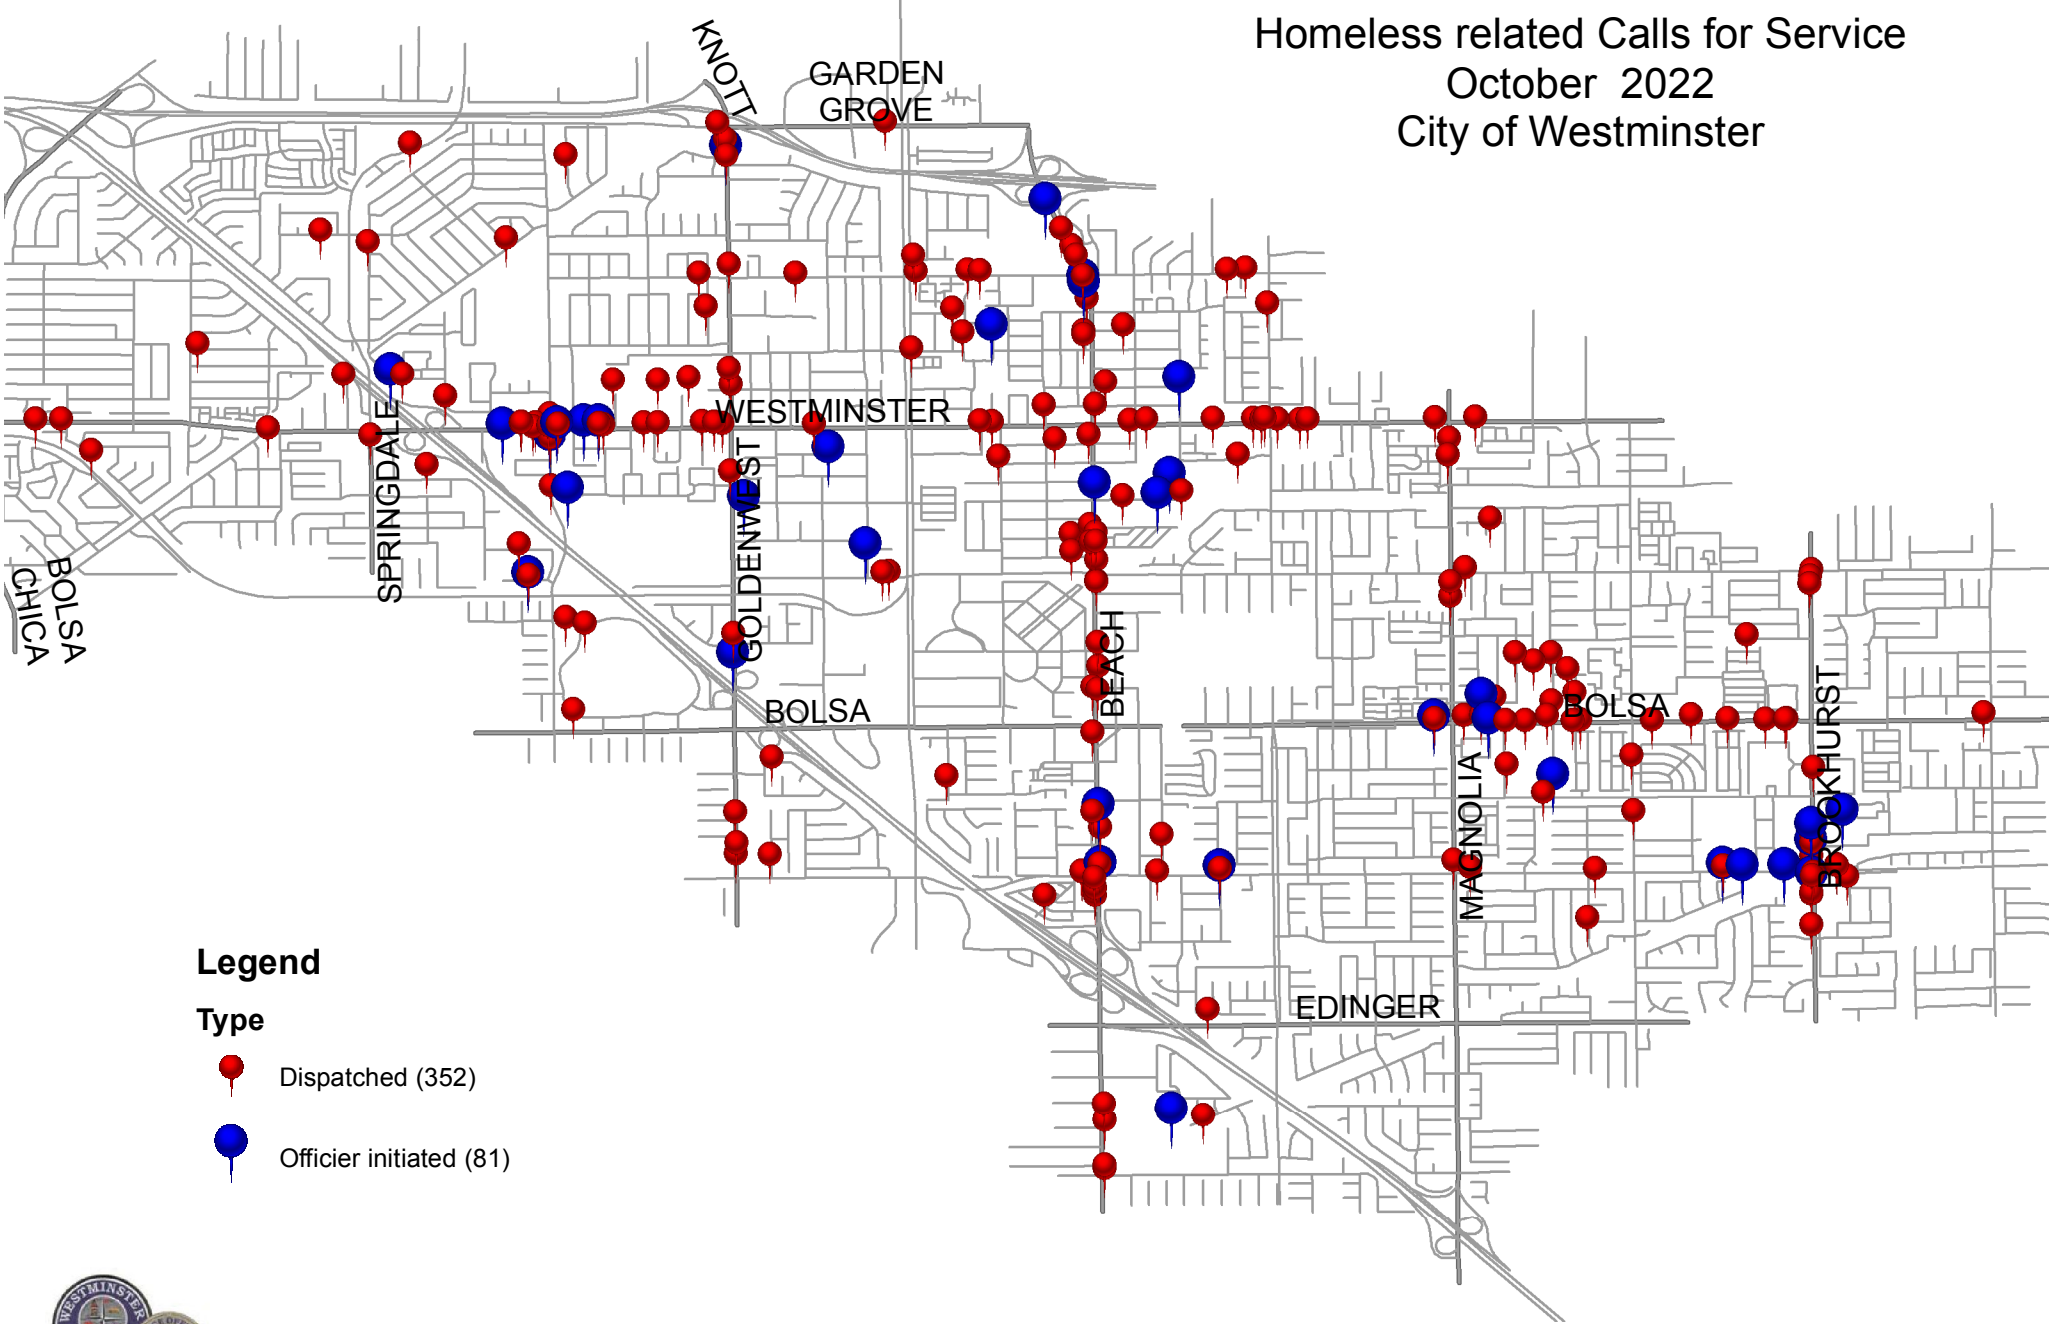 Homeless related Calls for Service
October 2022
City of Westminster
KNOTT
GARDEN
GROVE
WESTMINSTER
SPRINGDALE
GOLDENWEST
BOLSA
CHICA
BEACH
BOLSA
BOLSA
MAGNOLIA
BROOKHURST
EDINGER
Legend
Type
Dispatched (352)
Officier initiated (81)
WESTMINSTER